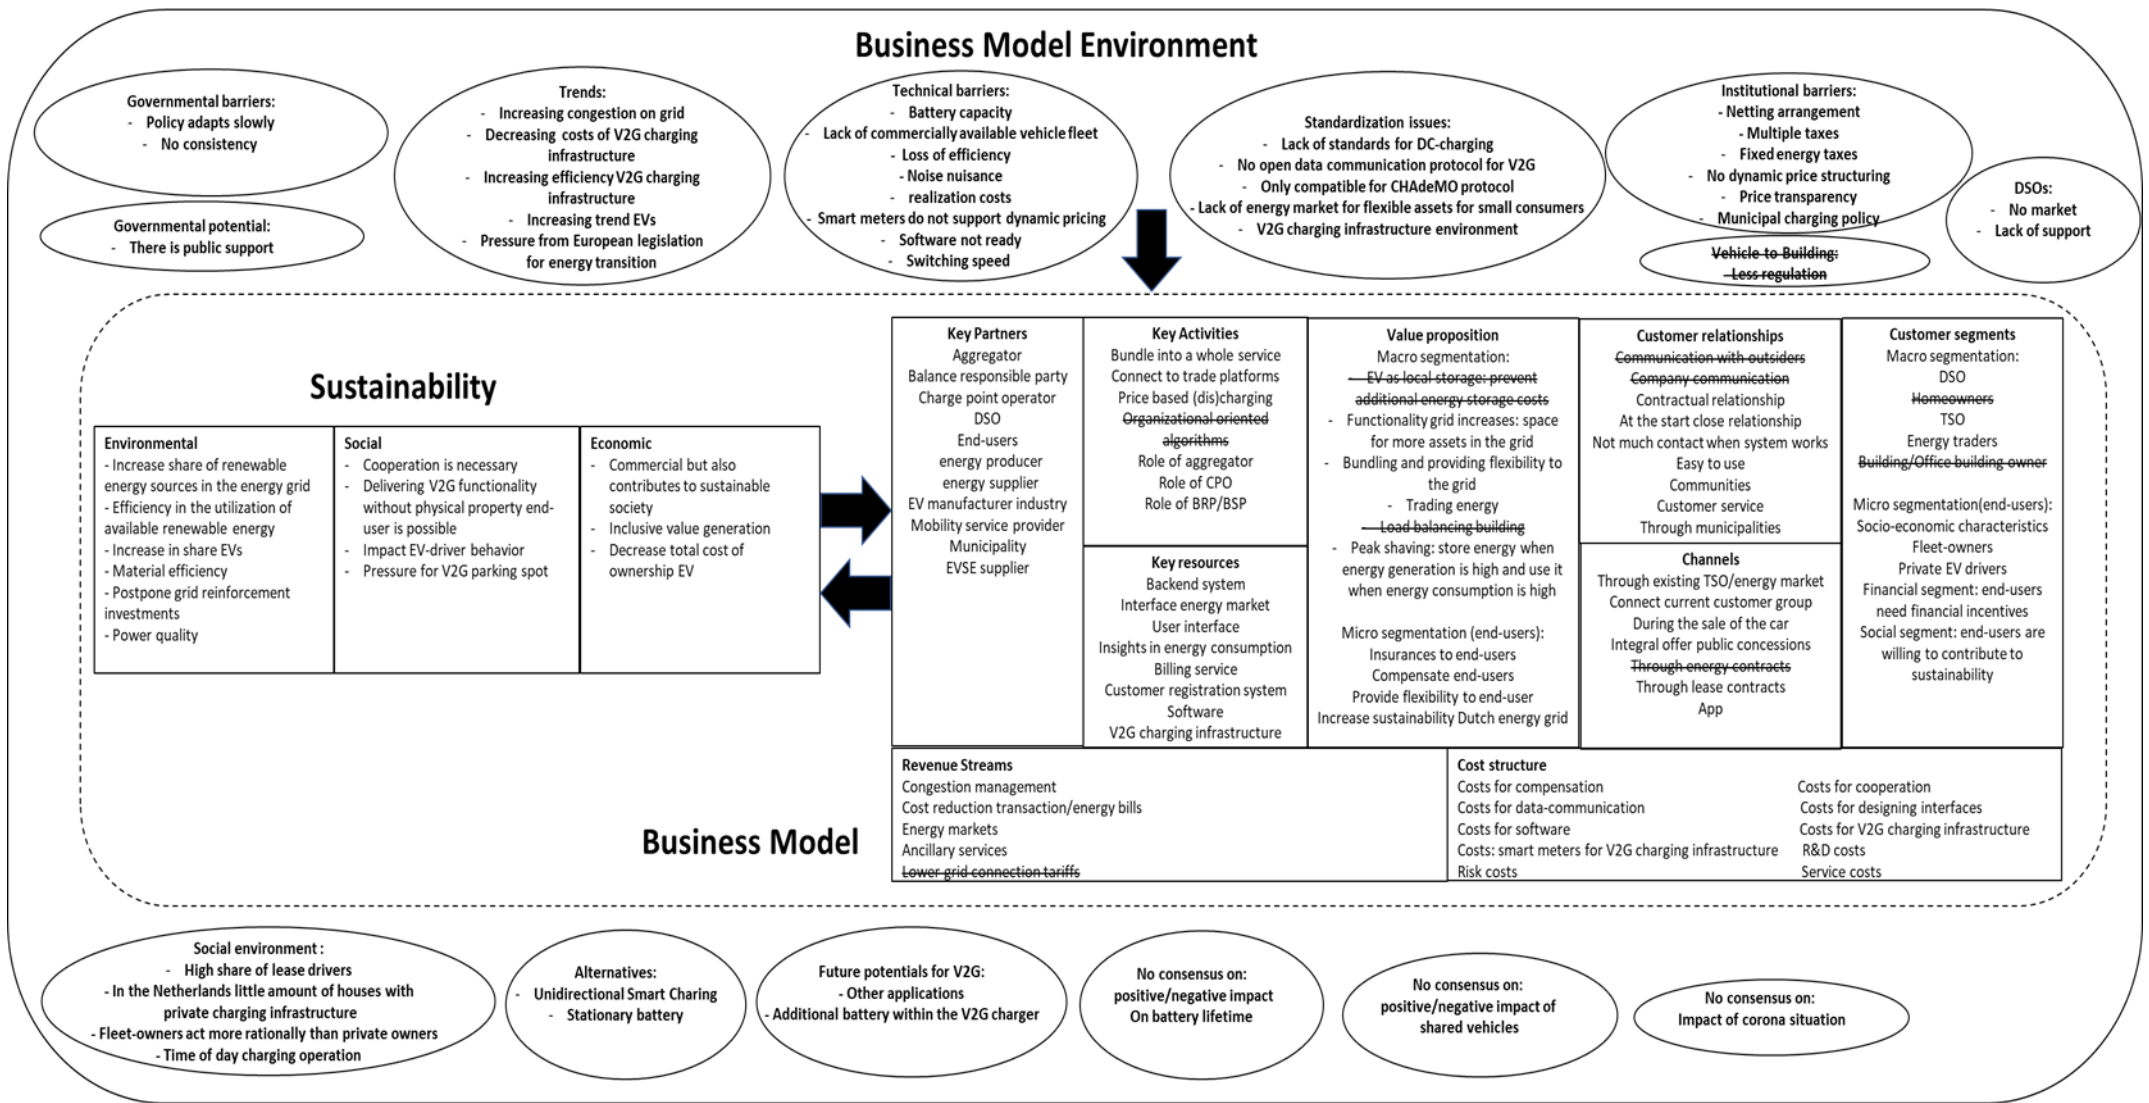 Business Model Environment
Governmental barriers:
- Policy adapts slowly
- No consistency
Governmental potential:
- There is public support
Trends:
- Increasing congestion on grid
- Decreasing costs of V2G charging
infrastructure
- Increasing efficiency V2G charging
infrastructure
- Increasing trend EVs
- Pressure from European legislation
for energy transition
Technical barriers:
- Battery capacity
- Lack of commercially available vehicle fleet
- Loss of efficiency
- Noise nuisance
- realization costs
- Smart meters do not support dynamic pricing
- Software not ready
- Switching speed
Standardization issues:
- Lack of standards for DC-charging
- No open data communication protocol for V2G
- Only compatible for CHAdeMO protocol
- Lack of energy market for flexible assets for small consumers
- V2G charging infrastructure environment
Institutional barriers:
- Netting arrangement
- Multiple taxes
- Fixed energy taxes
- No dynamic price structuring
- Price transparency
- Municipal charging policy
Vehicle to Building:
- Less regulation
DSOs:
- No market
- Lack of support
Sustainability
Environmental
- Increase share of renewable
energy sources in the energy grid
- Efficiency in the utilization of
available renewable energy
- Increase in share EVs
- Material efficiency
- Postpone grid reinforcement
investments
- Power quality
Social
- Cooperation is necessary
- Delivering V2G functionality
without physical property end-
user is possible
- Impact EV-driver behavior
- Pressure for V2G parking spot
Economic
- Commercial but also
contributes to sustainable
society
- Inclusive value generation
- Decrease total cost of
ownership EV
Key Partners
Aggregator
Balance responsible party
Charge point operator
DSO
End-users
energy producer
energy supplier
EV manufacturer industry
Mobility service provider
Municipality
EVSE supplier
Key Activities
Bundle into a whole service
Connect to trade platforms
Price based (dis)charging
Organizational oriented
algorithms
Role of aggregator
Role of CPO
Role of BRP/BSP
Key resources
Backend system
Interface energy market
User interface
Insights in energy consumption
Billing service
Customer registration system
Software
V2G charging infrastructure
Value proposition
Macro segmentation:
- EV as local storage: prevent
additional energy storage costs
- Functionality grid increases: space
for more assets in the grid
- Bundling and providing flexibility to
the grid
- Trading energy
- Load balancing building
- Peak shaving: store energy when
energy generation is high and use it
when energy consumption is high
Micro segmentation (end-users):
Insurances to end-users
Compensate end-users
Provide flexibility to end-user
Increase sustainability Dutch energy grid
Customer relationships
Communication with outsiders
Company communication
Contractual relationship
At the start close relationship
Not much contact when system works
Easy to use
Communities
Customer service
Through municipalities
Channels
Through existing TSO/energy market
Connect current customer group
During the sale of the car
Integral offer public concessions
Through energy contracts
Through lease contracts
App
Customer segments
Macro segmentation:
DSO
Homeowners
TSO
Energy traders
Building/Office building owner
Micro segmentation(end-users):
Socio-economic characteristics
Fleet-owners
Private EV drivers
Financial segment: end-users
need financial incentives
Social segment: end-users are
willing to contribute to
sustainability
Business Model
Revenue Streams
Congestion management
Cost reduction transaction/energy bills
Energy markets
Ancillary services
Lower grid connection tariffs
Cost structure
Costs for compensation
Costs for data-communication
Costs for software
Costs: smart meters for V2G charging infrastructure
Risk costs
Costs for cooperation
Costs for designing interfaces
Costs for V2G charging infrastructure
R&D costs
Service costs
Social environment :
- High share of lease drivers
- In the Netherlands little amount of houses with
private charging infrastructure
- Fleet-owners act more rationally than private owners
- Time of day charging operation
Alternatives:
- Unidirectional Smart Charing
- Stationary battery
Future potentials for V2G:
- Other applications
- Additional battery within the V2G charger
No consensus on:
positive/negative impact
On battery lifetime
No consensus on:
positive/negative impact of
shared vehicles
No consensus on:
Impact of corona situation